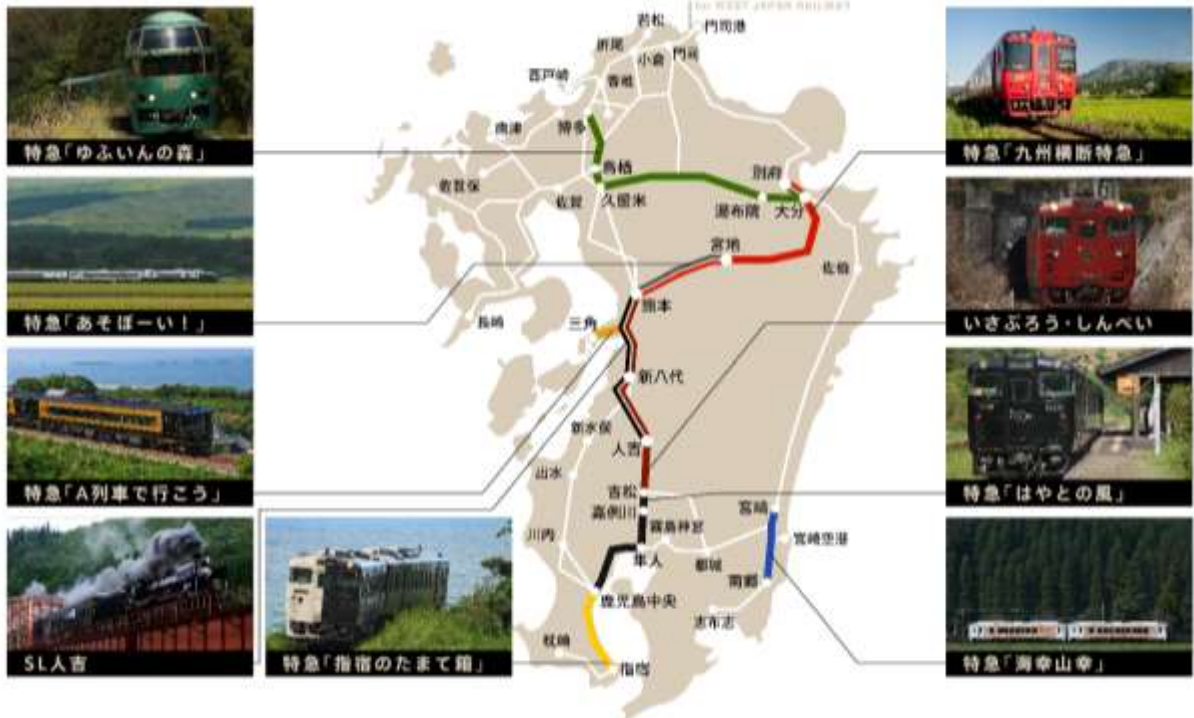 for WEST JAPAN RAILWAY
若松
門司港
折尾
小倉
門司
西戸崎
香椎
唐津
博多
鳥栖
別府
佐世保
佐賀
久留米
湯布院
大分
宮地
佐伯
熊本
長崎
三角
新八代
新水俣
人吉
出水
吉松
嘉例川
霧島神宮
宮崎
川内
隼人
都城
宮崎空港
南郷
鹿児島中央
志布志
枕崎
指宿
特急「ゆふいんの森」
特急「あそぼーい！」
特急「A列車で行こう」
SL人吉
特急「指宿のたまて箱」
特急「九州横断特急」
いさぶろう・しんぺい
特急「はやとの風」
特急「海幸山幸」